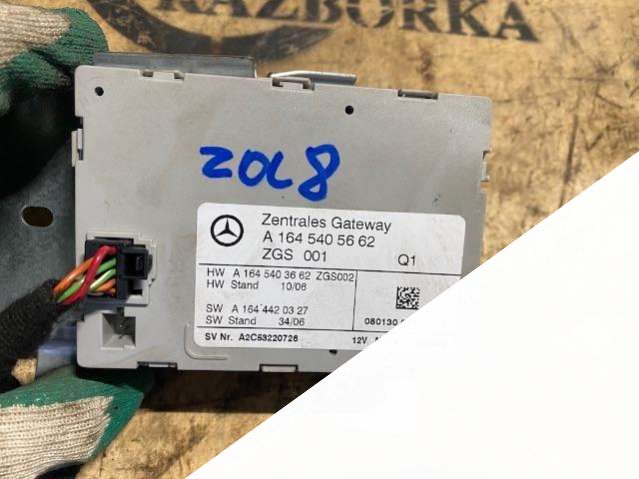 RAZBORKA
ZOL8
Zentrales Gateway
A 164 540 56 62
ZGS 001 Q1
HW A 164 540 36 62 ZGS002
HW Stand 10/06
SW A 164 442 03 27
SW Stand 34/06 080130
SV Nr. A2C53220726 12V